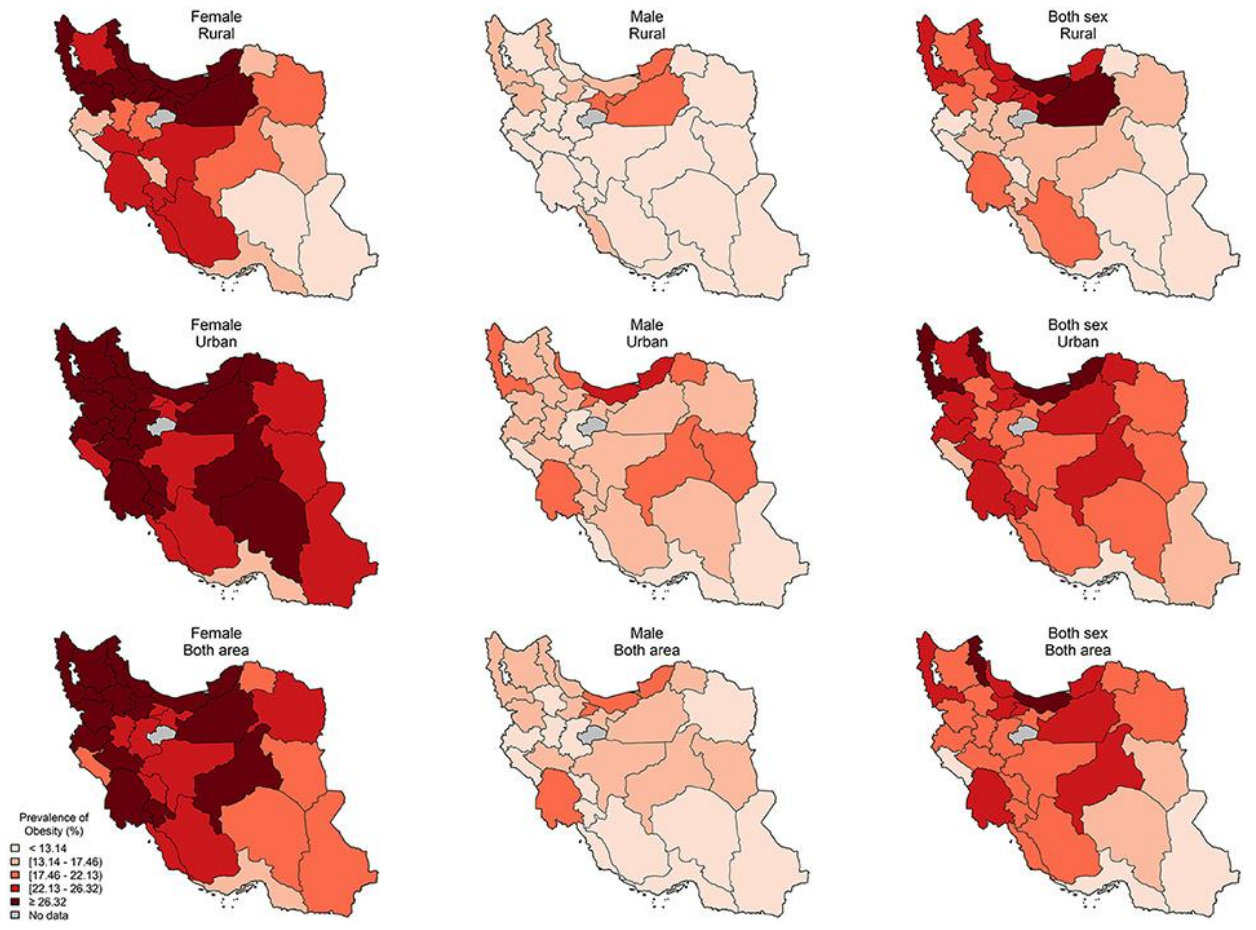 Female
Rural
Male
Rural
Both sex
Rural
Female
Urban
Male
Urban
Both sex
Urban
Female
Both area
Male
Both area
Both sex
Both area
Prevalence of
Obesity (%)
< 13.14
[13.14 - 17.46)
[17.46 - 22.13)
[22.13 - 26.32)
≥ 26.32
No data